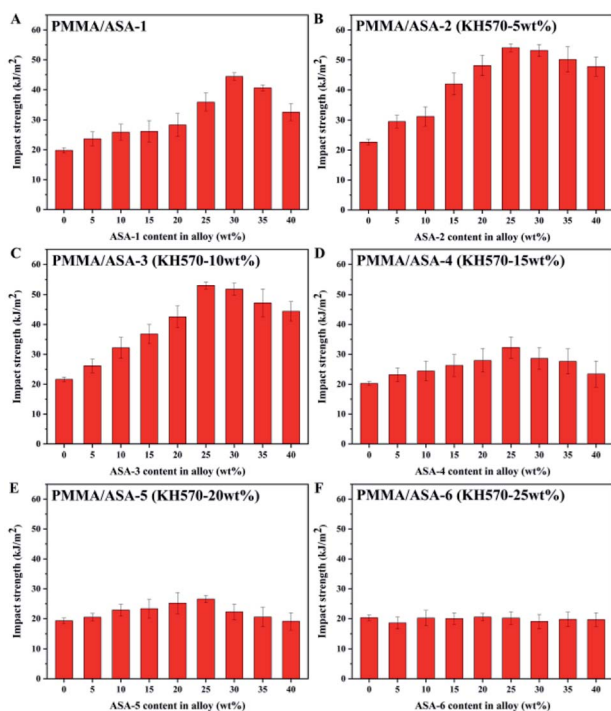 A
PMMA/ASA-1
Impact strength (kJ/m²)
60
50
40
30
20
10
0
0 5 10 15 20 25 30 35 40
ASA-1 content in alloy (wt%)
B
PMMA/ASA-2 (KH570-5wt%)
Impact strength (kJ/m²)
60
50
40
30
20
10
0
0 5 10 15 20 25 30 35 40
ASA-2 content in alloy (wt%)
C
PMMA/ASA-3 (KH570-10wt%)
Impact strength (kJ/m²)
60
50
40
30
20
10
0
0 5 10 15 20 25 30 35 40
ASA-3 content in alloy (wt%)
D
PMMA/ASA-4 (KH570-15wt%)
Impact strength (kJ/m²)
60
50
40
30
20
10
0
0 5 10 15 20 25 30 35 40
ASA-4 content in alloy (wt%)
E
PMMA/ASA-5 (KH570-20wt%)
Impact strength (kJ/m²)
60
50
40
30
20
10
0
0 5 10 15 20 25 30 35 40
ASA-5 content in alloy (wt%)
F
PMMA/ASA-6 (KH570-25wt%)
Impact strength (kJ/m²)
60
50
40
30
20
10
0
0 5 10 15 20 25 30 35 40
ASA-6 content in alloy (wt%)